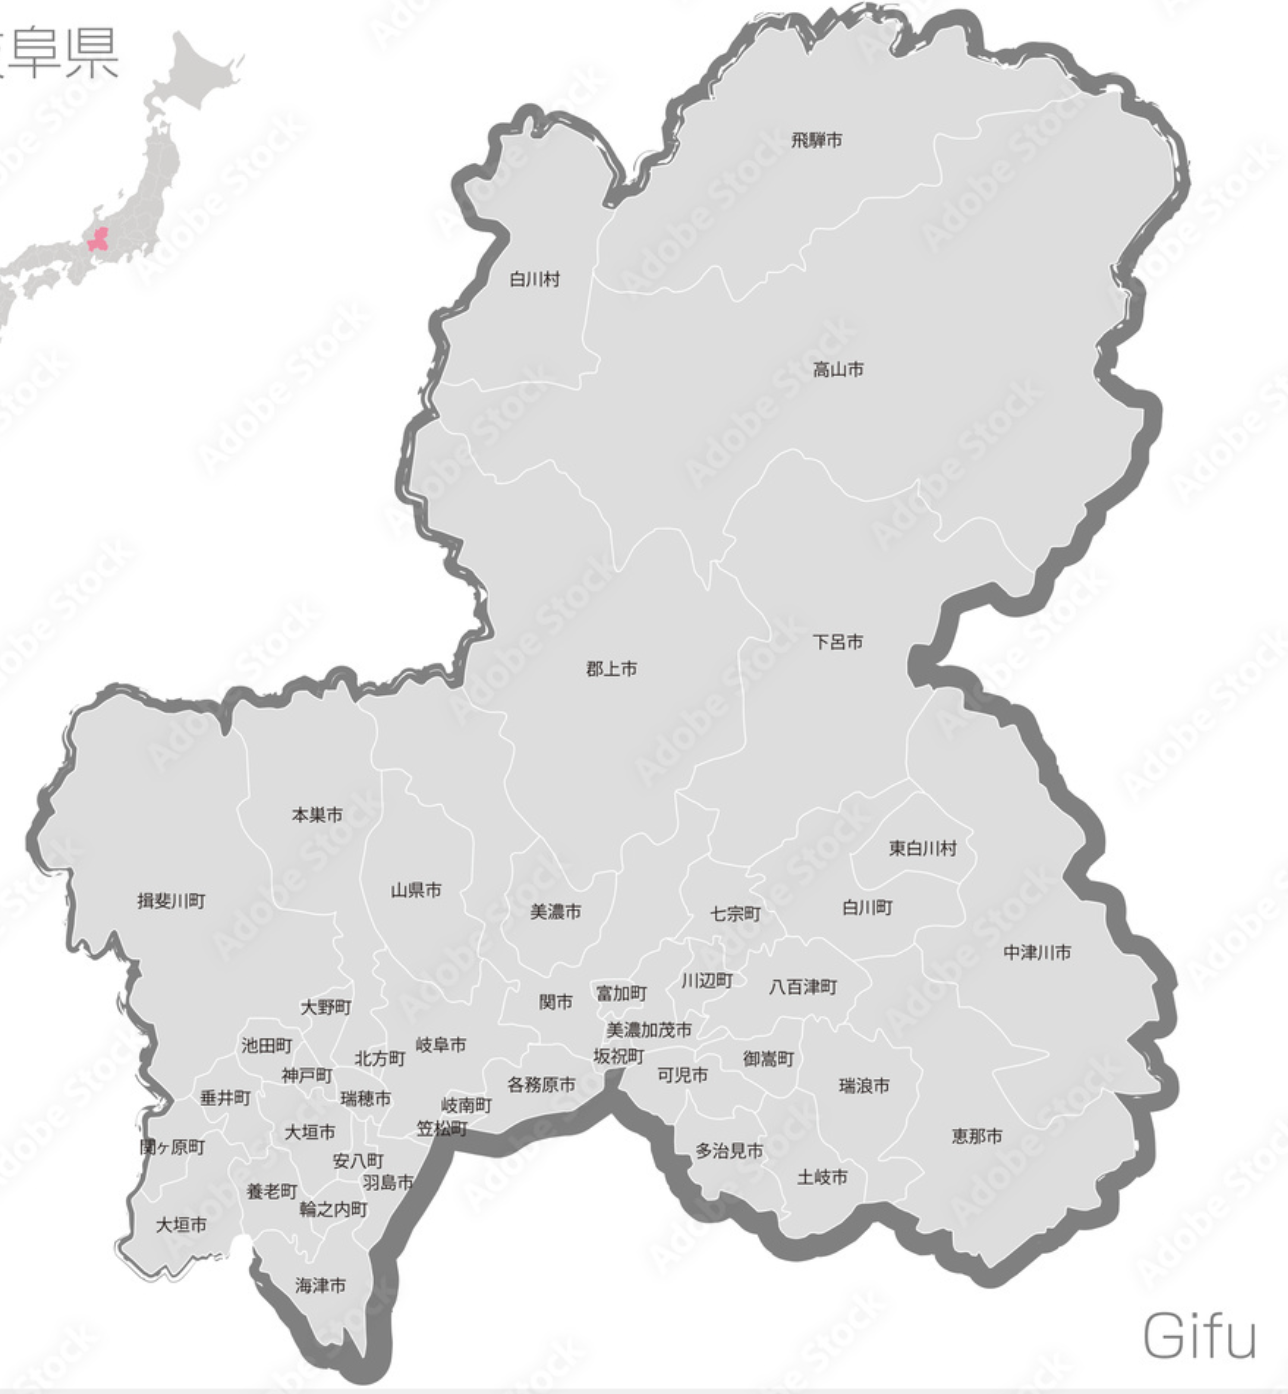 阜県
飛騨市
白川村
高山市
下呂市
郡上市
本巣市
東白川村
山県市
揖斐川町
美濃市
七宗町
白川町
中津川市
川辺町
八百津町
富加町
関市
大野町
美濃加茂市
池田町
岐阜市
北方町
坂祝町
御嵩町
神戸町
可児市
各務原市
瑞浪市
垂井町
瑞穂市
岐南町
大垣市
笠松町
恵那市
関ヶ原町
多治見市
安八町
土岐市
羽島市
養老町
輪之内町
大垣市
海津市
Gifu
Adobe Stock